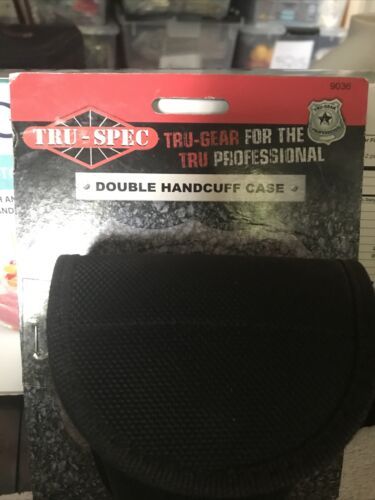 9036
TRU-SPEC
TRU-GEAR FOR THE
TRU PROFESSIONAL
DOUBLE HANDCUFF CASE